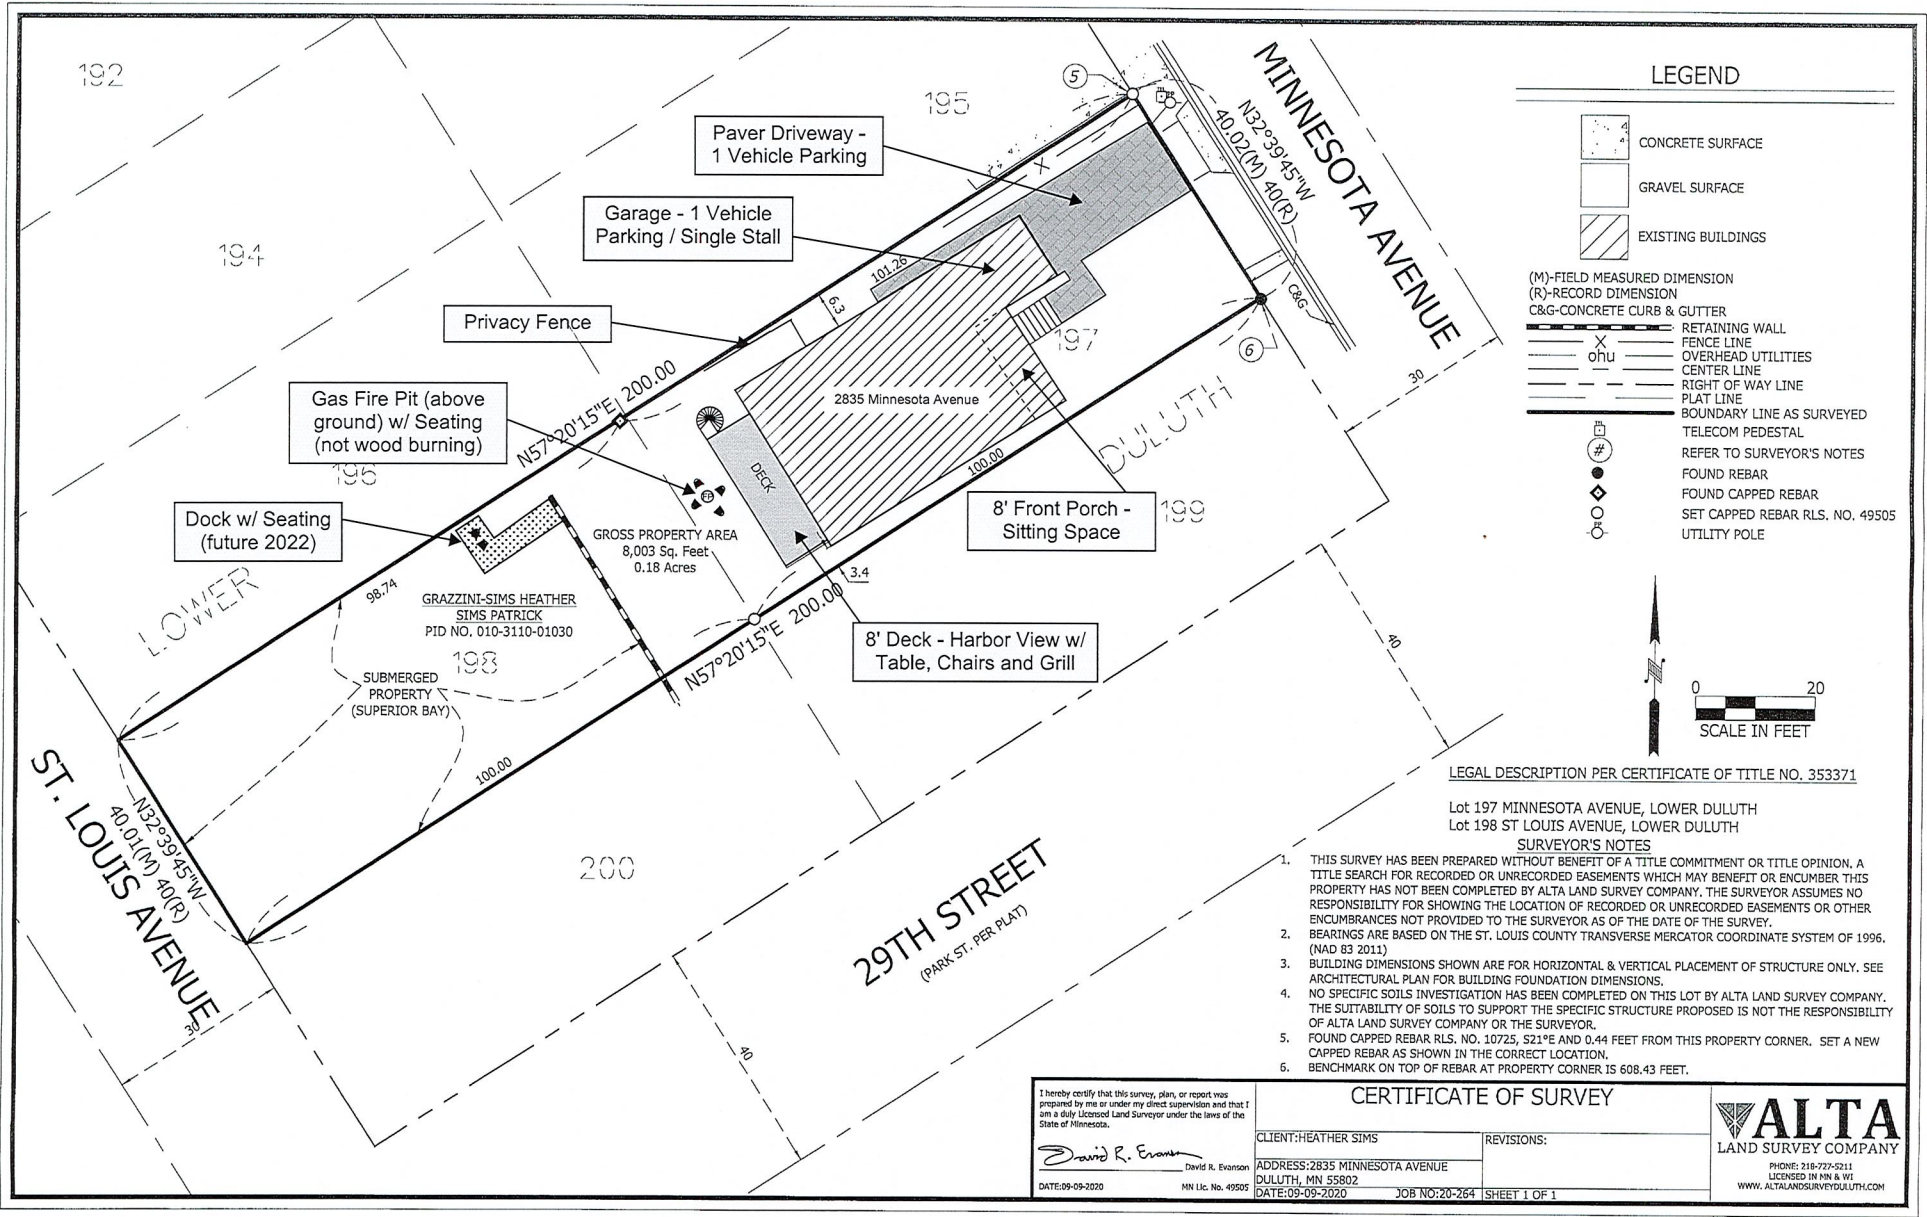 192
195
194
196
197
198
199
200
LOWER
DULUTH
MINNESOTA AVENUE
N32°39'45"W
40.02(M) 40(R)
5
6
TEL
PP
C&G
30
Paver Driveway -
1 Vehicle Parking
Garage - 1 Vehicle
Parking / Single Stall
101.26
6.3
Privacy Fence
N57°20'15"E 200.00
Gas Fire Pit (above
ground) w/ Seating
(not wood burning)
2835 Minnesota Avenue
DECK
FP
100.00
8' Front Porch -
Sitting Space
Dock w/ Seating
(future 2022)
GROSS PROPERTY AREA
8,003 Sq. Feet
0.18 Acres
3.4
98.74
GRAZZINI-SIMS HEATHER
SIMS PATRICK
PID NO. 010-3110-01030
8' Deck - Harbor View w/
Table, Chairs and Grill
N57°20'15"E 200.00
SUBMERGED
PROPERTY
(SUPERIOR BAY)
100.00
ST. LOUIS AVENUE
N32°39'45"W
40.01(M) 40(R)
30
40
40
29TH STREET
(PARK ST. PER PLAT)
LEGEND
CONCRETE SURFACE
GRAVEL SURFACE
EXISTING BUILDINGS
(M)-FIELD MEASURED DIMENSION
(R)-RECORD DIMENSION
C&G-CONCRETE CURB & GUTTER
RETAINING WALL
X FENCE LINE
ohu OVERHEAD UTILITIES
CENTER LINE
RIGHT OF WAY LINE
PLAT LINE
BOUNDARY LINE AS SURVEYED
TEL TELECOM PEDESTAL
# REFER TO SURVEYOR'S NOTES
FOUND REBAR
FOUND CAPPED REBAR
SET CAPPED REBAR RLS. NO. 49505
PP UTILITY POLE
N
0 20
SCALE IN FEET
LEGAL DESCRIPTION PER CERTIFICATE OF TITLE NO. 353371
Lot 197 MINNESOTA AVENUE, LOWER DULUTH
Lot 198 ST LOUIS AVENUE, LOWER DULUTH
SURVEYOR'S NOTES
1. THIS SURVEY HAS BEEN PREPARED WITHOUT BENEFIT OF A TITLE COMMITMENT OR TITLE OPINION. A
TITLE SEARCH FOR RECORDED OR UNRECORDED EASEMENTS WHICH MAY BENEFIT OR ENCUMBER THIS
PROPERTY HAS NOT BEEN COMPLETED BY ALTA LAND SURVEY COMPANY. THE SURVEYOR ASSUMES NO
RESPONSIBILITY FOR SHOWING THE LOCATION OF RECORDED OR UNRECORDED EASEMENTS OR OTHER
ENCUMBRANCES NOT PROVIDED TO THE SURVEYOR AS OF THE DATE OF THE SURVEY.
2. BEARINGS ARE BASED ON THE ST. LOUIS COUNTY TRANSVERSE MERCATOR COORDINATE SYSTEM OF 1996.
(NAD 83 2011)
3. BUILDING DIMENSIONS SHOWN ARE FOR HORIZONTAL & VERTICAL PLACEMENT OF STRUCTURE ONLY. SEE
ARCHITECTURAL PLAN FOR BUILDING FOUNDATION DIMENSIONS.
4. NO SPECIFIC SOILS INVESTIGATION HAS BEEN COMPLETED ON THIS LOT BY ALTA LAND SURVEY COMPANY.
THE SUITABILITY OF SOILS TO SUPPORT THE SPECIFIC STRUCTURE PROPOSED IS NOT THE RESPONSIBILITY
OF ALTA LAND SURVEY COMPANY OR THE SURVEYOR.
5. FOUND CAPPED REBAR RLS. NO. 10725, S21°E AND 0.44 FEET FROM THIS PROPERTY CORNER. SET A NEW
CAPPED REBAR AS SHOWN IN THE CORRECT LOCATION.
6. BENCHMARK ON TOP OF REBAR AT PROPERTY CORNER IS 608.43 FEET.
I hereby certify that this survey, plan, or report was
prepared by me or under my direct supervision and that I
am a duly Licensed Land Surveyor under the laws of the
State of Minnesota.
David R. Evanson
David R. Evanson
DATE:09-09-2020 MN Lic. No. 49505
CERTIFICATE OF SURVEY
CLIENT:HEATHER SIMS
REVISIONS:
ADDRESS:2835 MINNESOTA AVENUE
DULUTH, MN 55802
DATE:09-09-2020 JOB NO:20-264 SHEET 1 OF 1
ALTA
LAND SURVEY COMPANY
PHONE: 218-727-5211
LICENSED IN MN & WI
WWW. ALTALANDSURVEYDULUTH.COM